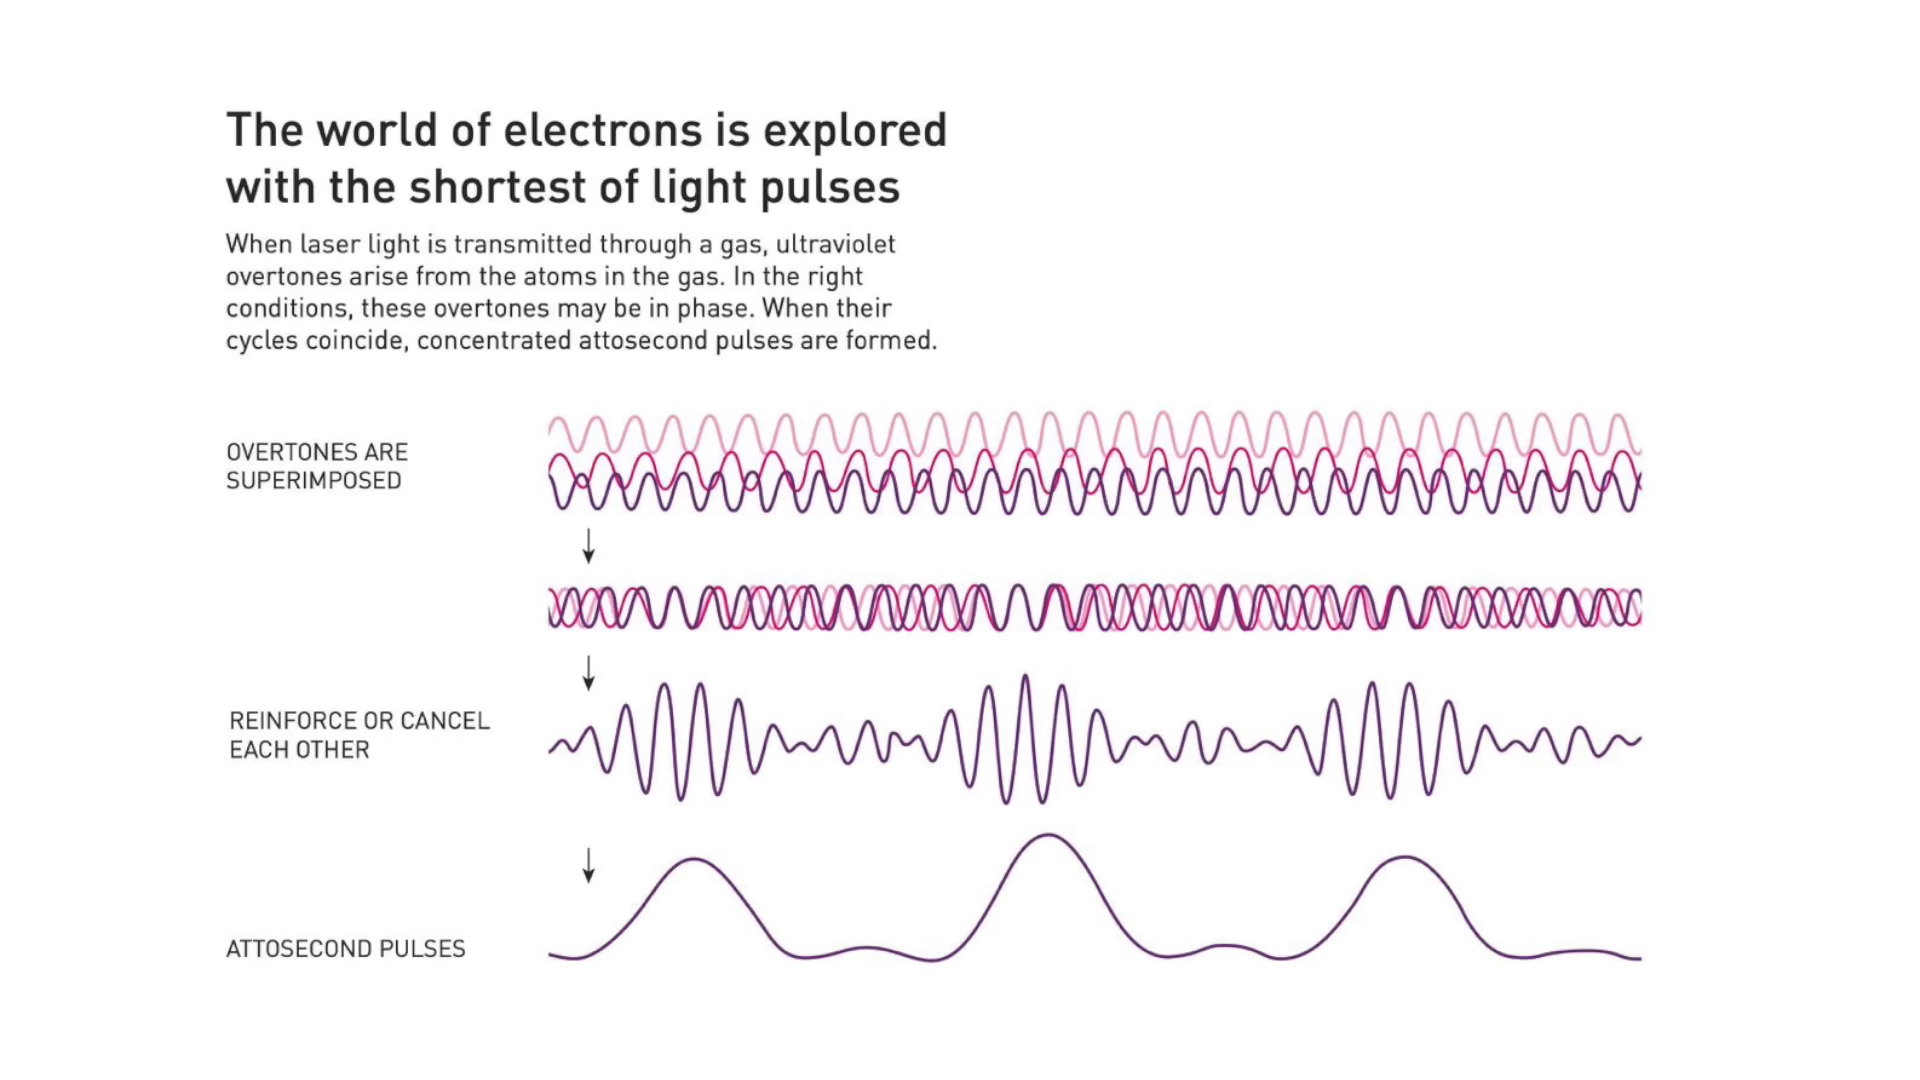 The world of electrons is explored
with the shortest of light pulses
When laser light is transmitted through a gas, ultraviolet
overtones arise from the atoms in the gas. In the right
conditions, these overtones may be in phase. When their
cycles coincide, concentrated attosecond pulses are formed.
OVERTONES ARE
SUPERIMPOSED
REINFORCE OR CANCEL
EACH OTHER
ATTOSECOND PULSES